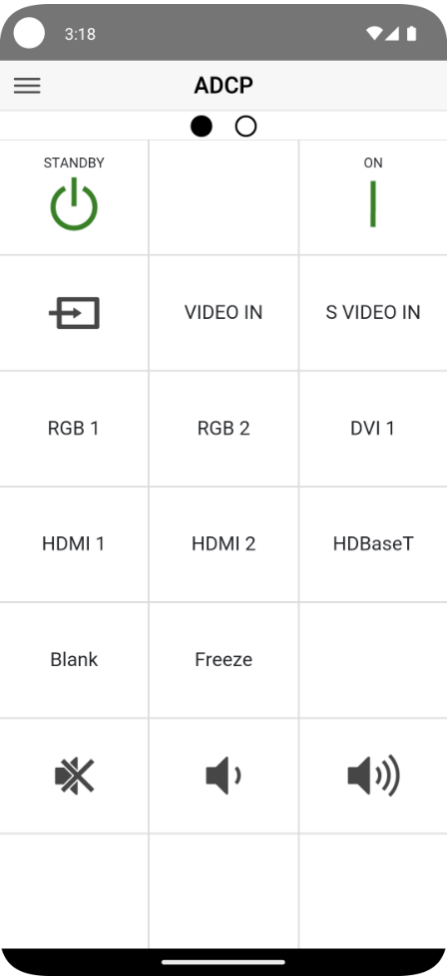 3:18
ADCP
STANDBY
ON
VIDEO IN
S VIDEO IN
RGB 1
RGB 2
DVI 1
HDMI 1
HDMI 2
HDBaseT
Blank
Freeze